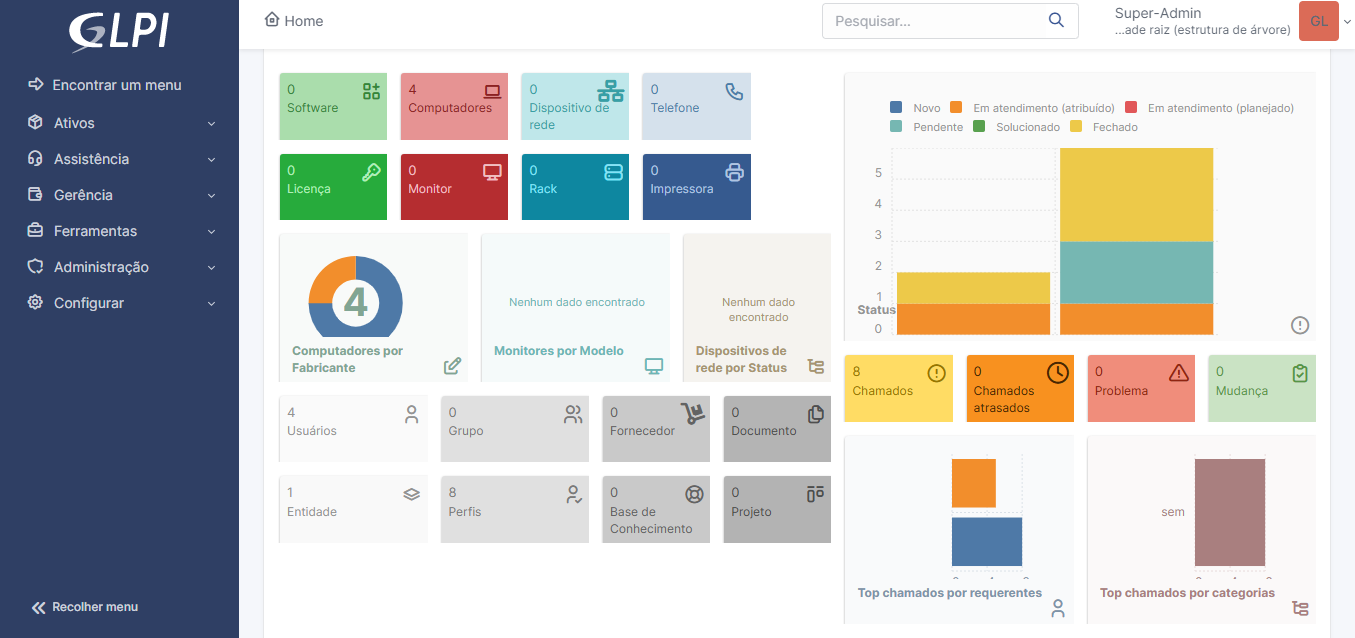 GLPI
Encontrar um menu
Ativos
Assistência
Gerência
Ferramentas
Administração
Configurar
Recolher menu
Home
Pesquisar...
Super-Admin
...ade raiz (estrutura de árvore)
GL
0
Software
4
Computadores
0
Dispositivo de
rede
0
Telefone
0
Licença
0
Monitor
0
Rack
0
Impressora
4
Computadores por
Fabricante
Nenhum dado encontrado
Monitores por Modelo
Nenhum dado
encontrado
Dispositivos de
rede por Status
4
Usuários
0
Grupo
0
Fornecedor
0
Documento
1
Entidade
8
Perfis
0
Base de
Conhecimento
0
Projeto
Novo Em atendimento (atribuído) Em atendimento (planejado)
Pendente Solucionado Fechado
5
4
3
2
1
0
Status
8
Chamados
0
Chamados
atrasados
0
Problema
0
Mudança
Top chamados por requerentes
sem
Top chamados por categorias